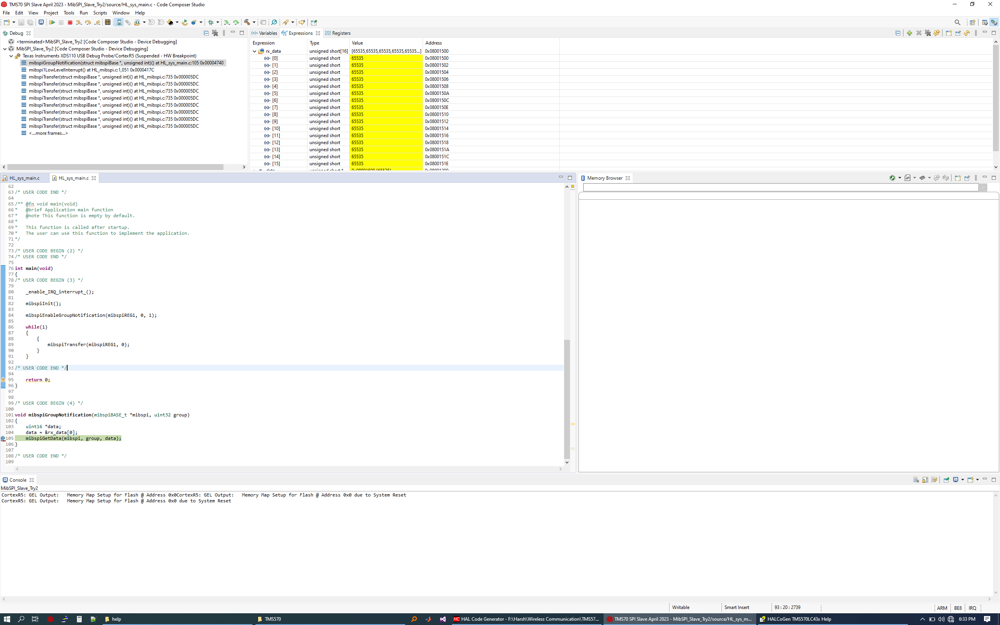 TMS70 SPI Slave April 2023 - MibSPI_Slave_Try2/source/HL_sys_main.c - Code Composer Studio
File Edit View Project Tools Run Scripts Window Help
Debug
<terminated>MibSPI_Slave_Try2 [Code Composer Studio - Device Debugging]
MibSPI_Slave_Try2 [Code Composer Studio - Device Debugging]
Texas Instruments XDS110 USB Debug Probe/CortexR5 (Suspended - HW Breakpoint)
mibspiGroupNotification(struct mibspiBase *, unsigned int)() at HL_sys_main.c:105 0x00004740
mibspi1LowLevelInterrupt() at HL_mibspi.c:1,051 0x0000417C
mibspiTransfer(struct mibspiBase *, unsigned int)() at HL_mibspi.c:735 0x000005DC
mibspiTransfer(struct mibspiBase *, unsigned int)() at HL_mibspi.c:735 0x000005DC
mibspiTransfer(struct mibspiBase *, unsigned int)() at HL_mibspi.c:735 0x000005DC
mibspiTransfer(struct mibspiBase *, unsigned int)() at HL_mibspi.c:735 0x000005DC
mibspiTransfer(struct mibspiBase *, unsigned int)() at HL_mibspi.c:735 0x000005DC
mibspiTransfer(struct mibspiBase *, unsigned int)() at HL_mibspi.c:735 0x000005DC
mibspiTransfer(struct mibspiBase *, unsigned int)() at HL_mibspi.c:735 0x000005DC
mibspiTransfer(struct mibspiBase *, unsigned int)() at HL_mibspi.c:735 0x000005DC
<...more frames...>
(x)= Variables Expressions Registers
Expression Type Value Address
rx_data unsigned short[16] [65535,65535,65535,65535,65535...] 0x08001500
(x)= [0] unsigned short 65535 0x08001500
(x)= [1] unsigned short 65535 0x08001502
(x)= [2] unsigned short 65535 0x08001504
(x)= [3] unsigned short 65535 0x08001506
(x)= [4] unsigned short 65535 0x08001508
(x)= [5] unsigned short 65535 0x0800150A
(x)= [6] unsigned short 65535 0x0800150C
(x)= [7] unsigned short 65535 0x0800150E
(x)= [8] unsigned short 65535 0x08001510
(x)= [9] unsigned short 65535 0x08001512
(x)= [10] unsigned short 65535 0x08001514
(x)= [11] unsigned short 65535 0x08001516
(x)= [12] unsigned short 65535 0x08001518
(x)= [13] unsigned short 65535 0x0800151A
(x)= [14] unsigned short 65535 0x0800151C
(x)= [15] unsigned short 65535 0x0800151E
HL_sys_main.c HL_sys_main.c
62
63 /* USER CODE END */
64
65 /** @fn void main(void)
66 *   @brief Application main function
67 *   @note This function is empty by default.
68 *
69 *   This function is called after startup.
70 *   The user can use this function to implement the application.
71 */
72
73 /* USER CODE BEGIN (2) */
74 /* USER CODE END */
75
76 int main(void)
77 {
78 /* USER CODE BEGIN (3) */
79
80     _enable_IRQ_interrupt_();
81
82     mibspiInit();
83
84     mibspiEnableGroupNotification(mibspiREG1, 0, 1);
85
86     while(1)
87     {
88         {
89             mibspiTransfer(mibspiREG1, 0);
90         }
91     }
92
93 /* USER CODE END */
94
95     return 0;
96 }
97
98
99 /* USER CODE BEGIN (4) */
100
101 void mibspiGroupNotification(mibspiBASE_t *mibspi, uint32 group)
102 {
103     uint16 *data;
104     data = &rx_data[0];
105     mibspiGetData(mibspi, group, data);
106 }
107
108 /* USER CODE END */
109
Memory Browser
Console
MibSPI_Slave_Try2
CortexR5: GEL Output:   Memory Map Setup for Flash @ Address 0x0CortexR5: GEL Output:   Memory Map Setup for Flash @ Address 0x0 due to System Reset
CortexR5: GEL Output:   Memory Map Setup for Flash @ Address 0x0 due to System Reset
Writable Smart Insert 93 : 20 : 2739 ARM BE8 IRQ
help TMS570 HC HAL Code Generator - F:\Harsh\Wireless Communication\TMS57... TMS70 SPI Slave April 2023 - MibSPI_Slave_Try2/source/HL_sys_m... HALCoGen TMS570LC43x Help 6:33 PM